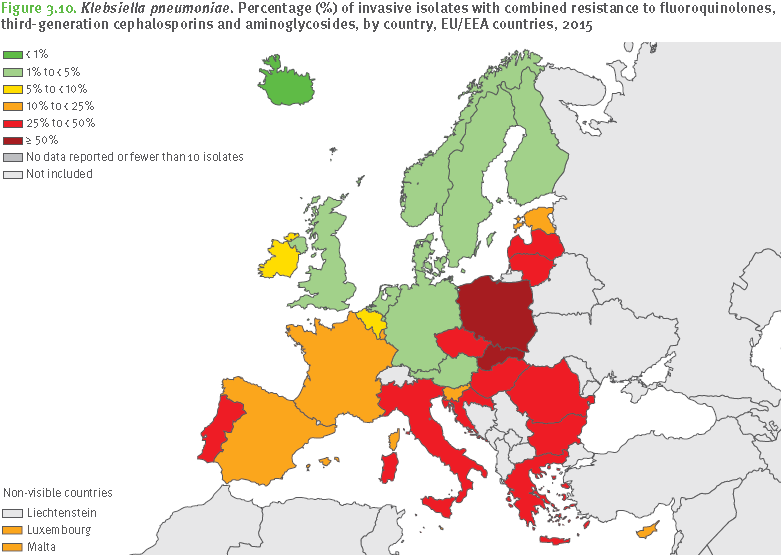 Figure 3.10. Klebsiella pneumoniae. Percentage (%) of invasive isolates with combined resistance to fluoroquinolones,
third-generation cephalosporins and aminoglycosides, by country, EU/EEA countries, 2015
< 1%
1% to < 5%
5% to < 10%
10% to < 25%
25% to < 50%
≥ 50%
No data reported or fewer than 10 isolates
Not included
Non-visible countries
Liechtenstein
Luxembourg
Malta